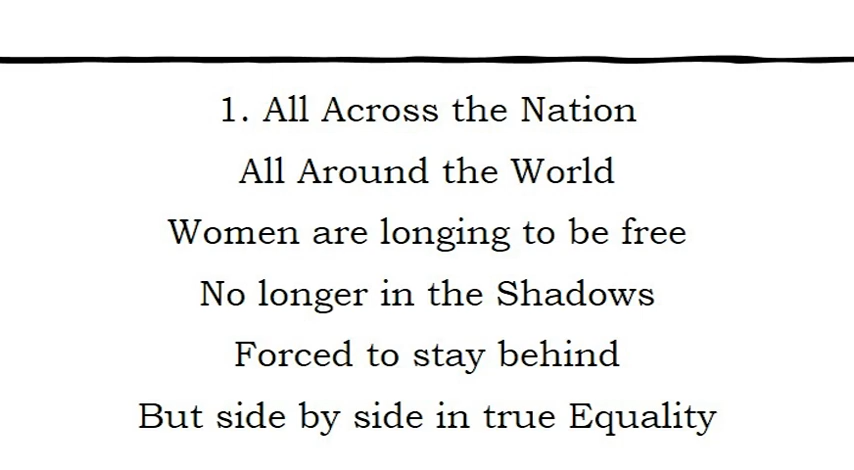 1. All Across the Nation
All Around the World
Women are longing to be free
No longer in the Shadows
Forced to stay behind
But side by side in true Equality